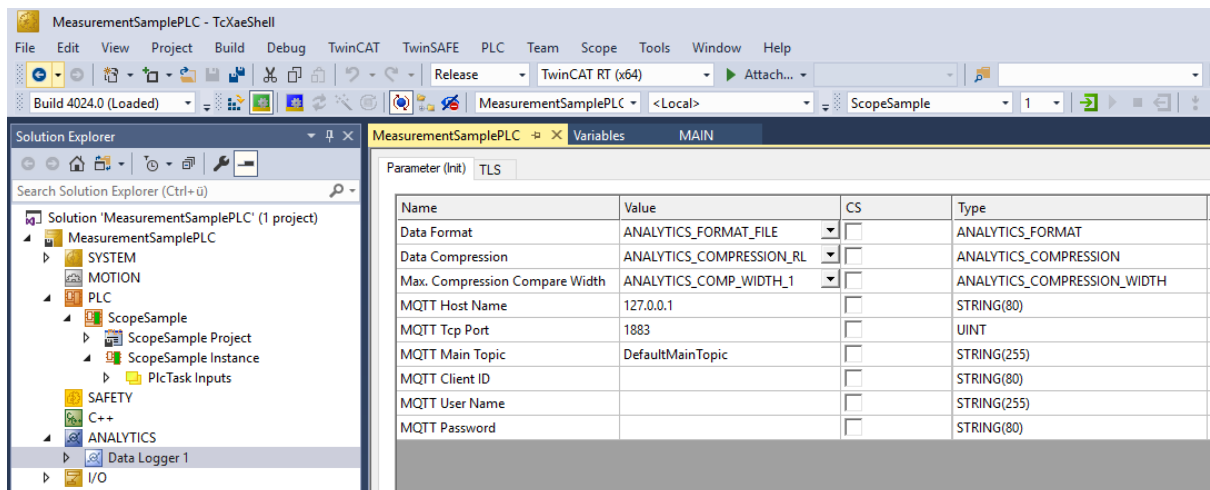 MeasurementSamplePLC - TcXaeShell
File Edit View Project Build Debug TwinCAT TwinSAFE PLC Team Scope Tools Window Help
Release TwinCAT RT (x64) Attach...
Build 4024.0 (Loaded) MeasurementSamplePLC <Local> ScopeSample 1
Solution Explorer
Search Solution Explorer (Ctrl+ü)
Solution 'MeasurementSamplePLC' (1 project)
MeasurementSamplePLC
SYSTEM
MOTION
PLC
ScopeSample
ScopeSample Project
ScopeSample Instance
PlcTask Inputs
SAFETY
C++
ANALYTICS
Data Logger 1
I/O
MeasurementSamplePLC Variables MAIN
Parameter (Init) TLS
Name Value CS Type
Data Format ANALYTICS_FORMAT_FILE ANALYTICS_FORMAT
Data Compression ANALYTICS_COMPRESSION_RL ANALYTICS_COMPRESSION
Max. Compression Compare Width ANALYTICS_COMP_WIDTH_1 ANALYTICS_COMPRESSION_WIDTH
MQTT Host Name 127.0.0.1 STRING(80)
MQTT Tcp Port 1883 UINT
MQTT Main Topic DefaultMainTopic STRING(255)
MQTT Client ID STRING(80)
MQTT User Name STRING(255)
MQTT Password STRING(80)